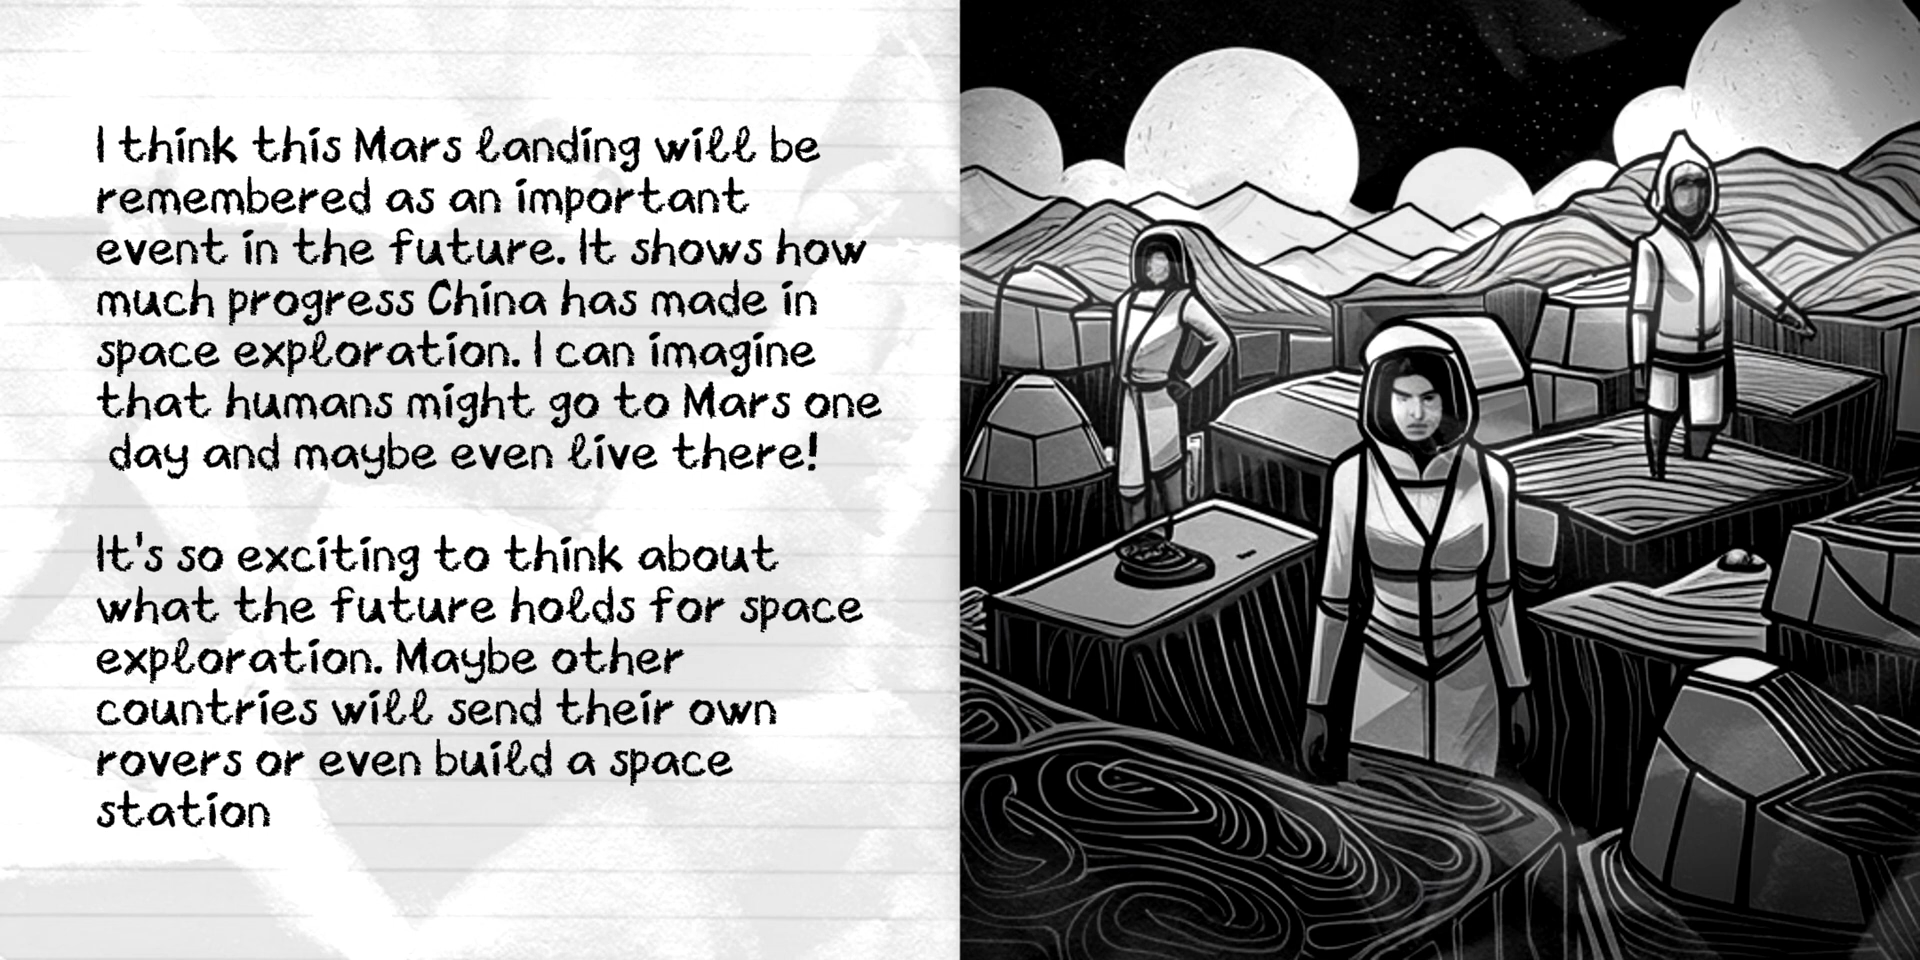 I think this Mars landing will be
remembered as an important
event in the future. It shows how
much progress China has made in
space exploration. I can imagine
that humans might go to Mars one
day and maybe even live there!
It's so exciting to think about
what the future holds for space
exploration. Maybe other
countries will send their own
rovers or even build a space
station